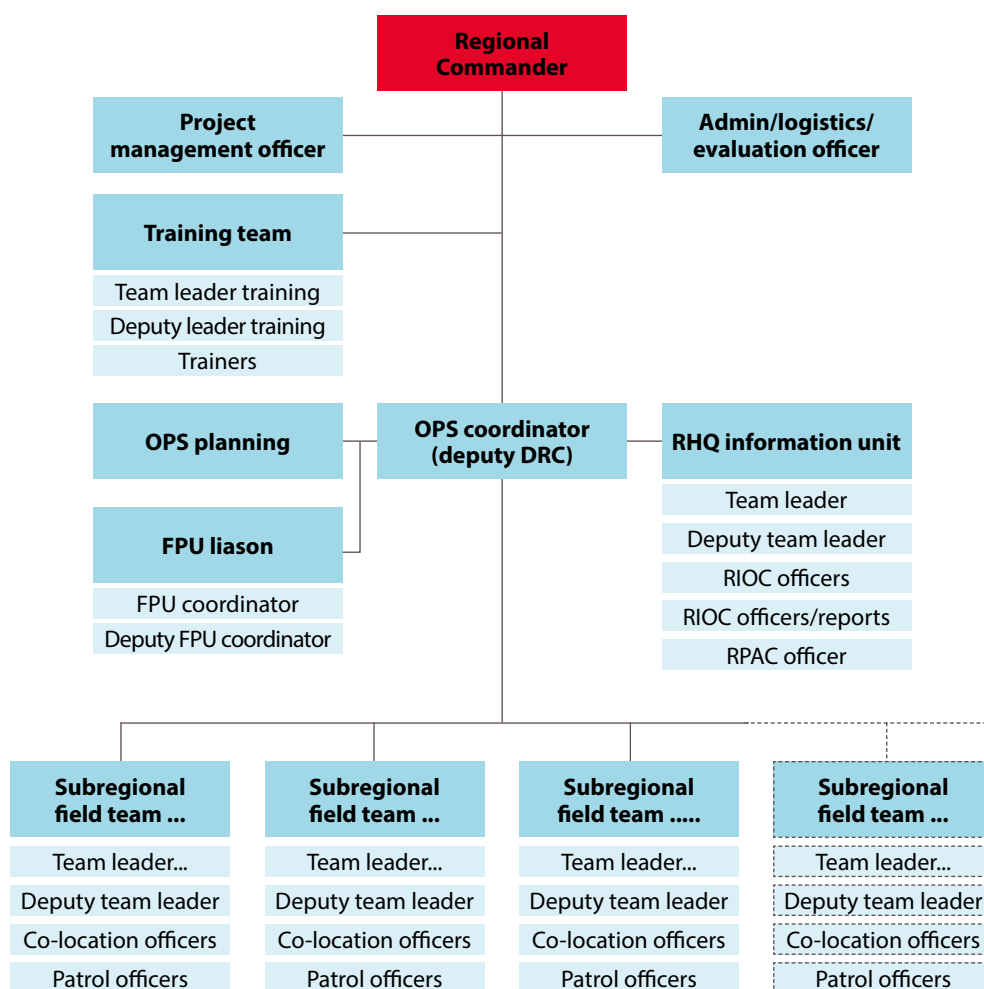 Regional
Commander
Project
management officer
Admin/logistics/
evaluation officer
Training team
Team leader training
Deputy leader training
Trainers
OPS planning
OPS coordinator
(deputy DRC)
RHQ information unit
FPU liason
FPU coordinator
Deputy FPU coordinator
Team leader
Deputy team leader
RIOC officers
RIOC officers/reports
RPAC officer
Subregional
field team ...
Team leader...
Deputy team leader
Co-location officers
Patrol officers
Subregional
field team ...
Team leader...
Deputy team leader
Co-location officers
Patrol officers
Subregional
field team .....
Team leader...
Deputy team leader
Co-location officers
Patrol officers
Subregional
field team ...
Team leader...
Deputy team leader
Co-location officers
Patrol officers